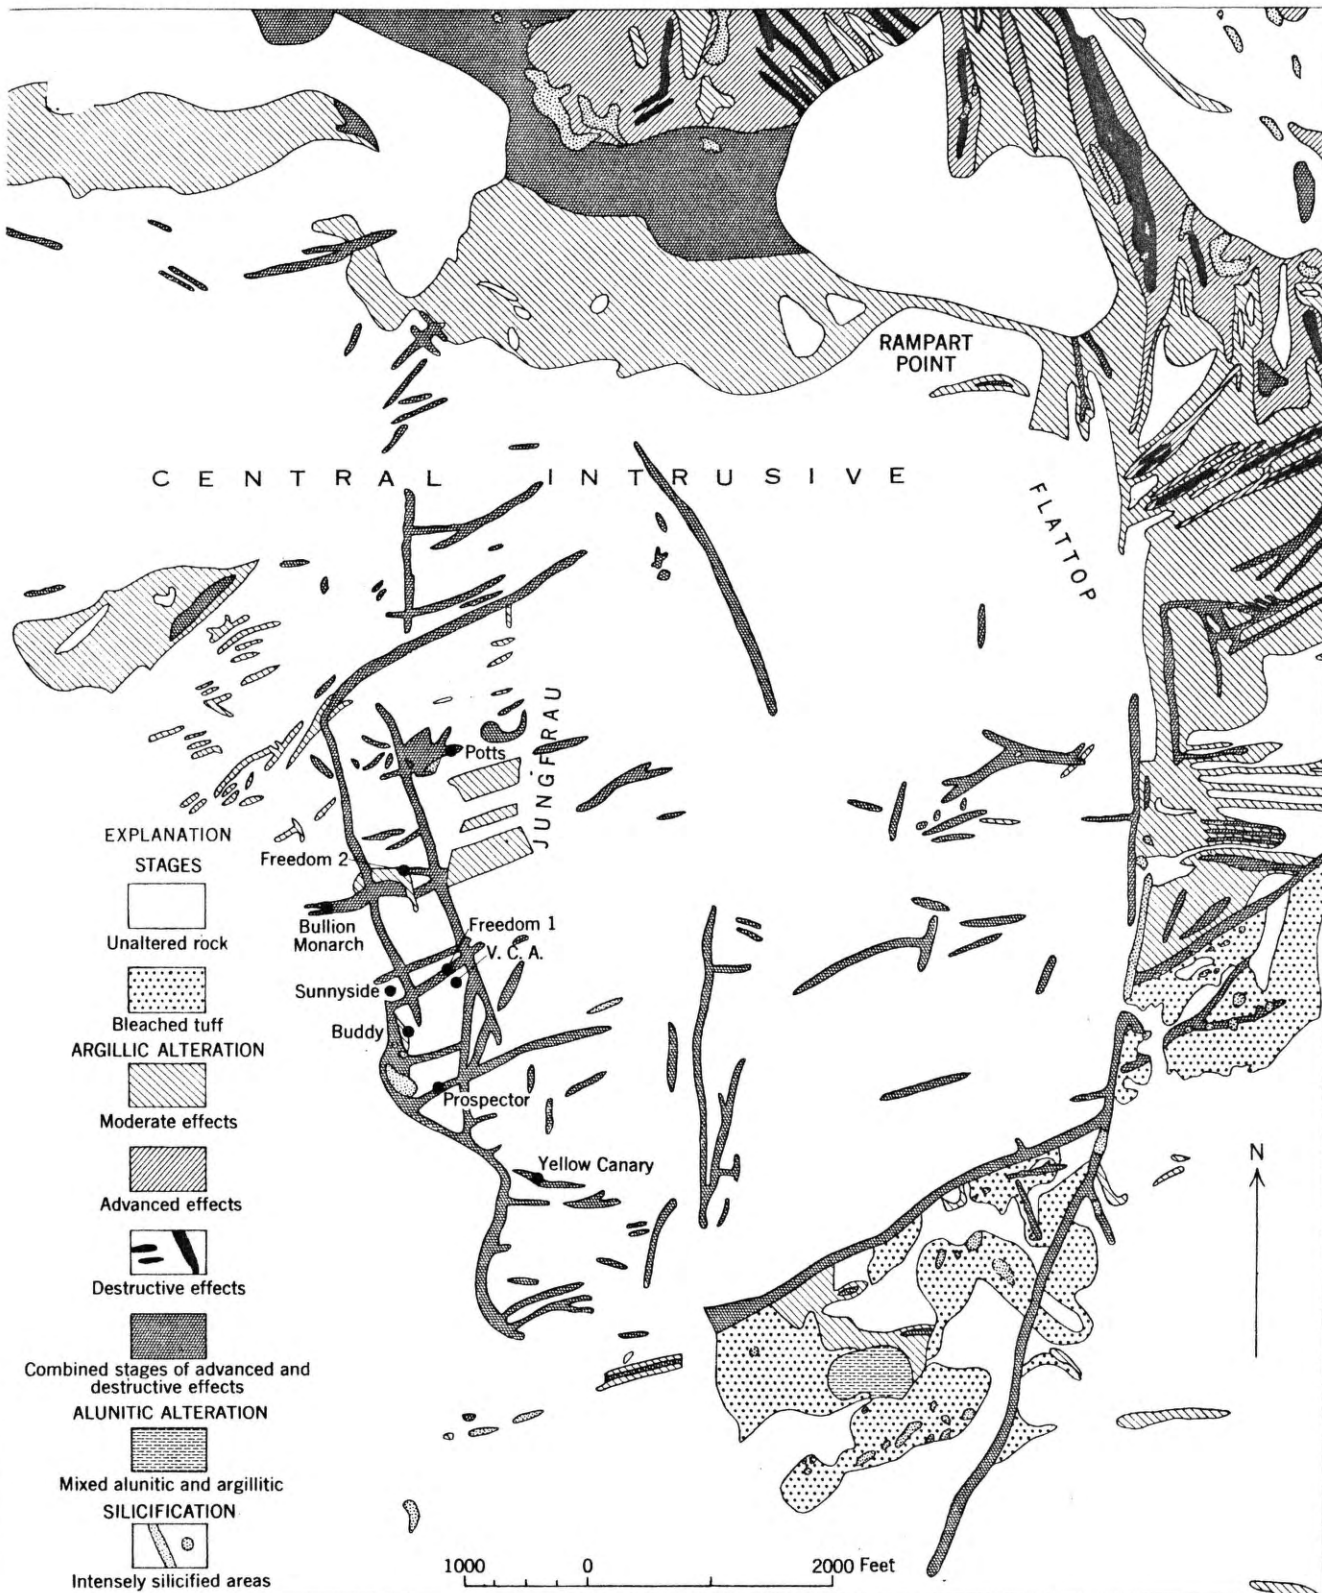 RAMPART
POINT
CENTRAL INTRUSIVE
FLATTOP
JUNGFRAU
Potts
Freedom 2
Bullion
Monarch
Freedom 1
V. C. A.
Sunnyside
Buddy
Prospector
Yellow Canary
N
EXPLANATION
STAGES
Unaltered rock
Bleached tuff
ARGILLIC ALTERATION
Moderate effects
Advanced effects
Destructive effects
Combined stages of advanced and
destructive effects
ALUNITIC ALTERATION
Mixed alunitic and argillitic
SILICIFICATION
Intensely silicified areas
1000 0 2000 Feet